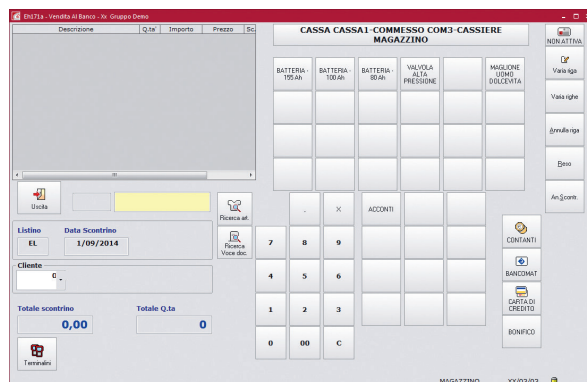 Eh171a - Vendita Al Banco - Xx Gruppo Demo
Descrizione Q.ta' Importo Prezzo Sc.
CASSA CASSA1-COMMESSO COM3-CASSIERE
MAGAZZINO
NON ATTIVA
BATTERIA -
155 Ah
BATTERIA -
100 Ah
BATTERIA -
80 Ah
VALVOLA
ALTA
PRESSIONE
MAGLIONE
UOMO
DOLCEVITA
Varia riga
Varia righe
Annulla riga
Reso
An.Scontr.
Uscita
Ricerca art.
. X ACCONTI
Listino Data Scontrino
EL 1/09/2014
Ricerca
Voce doc.
7 8 9
CONTANTI
Cliente
0
4 5 6
BANCOMAT
Totale scontrino Totale Q.ta
0,00 0
1 2 3
CARTA DI
CREDITO
Terminalini
0 00 C
BONIFICO
MAGAZZINO XX/03/03